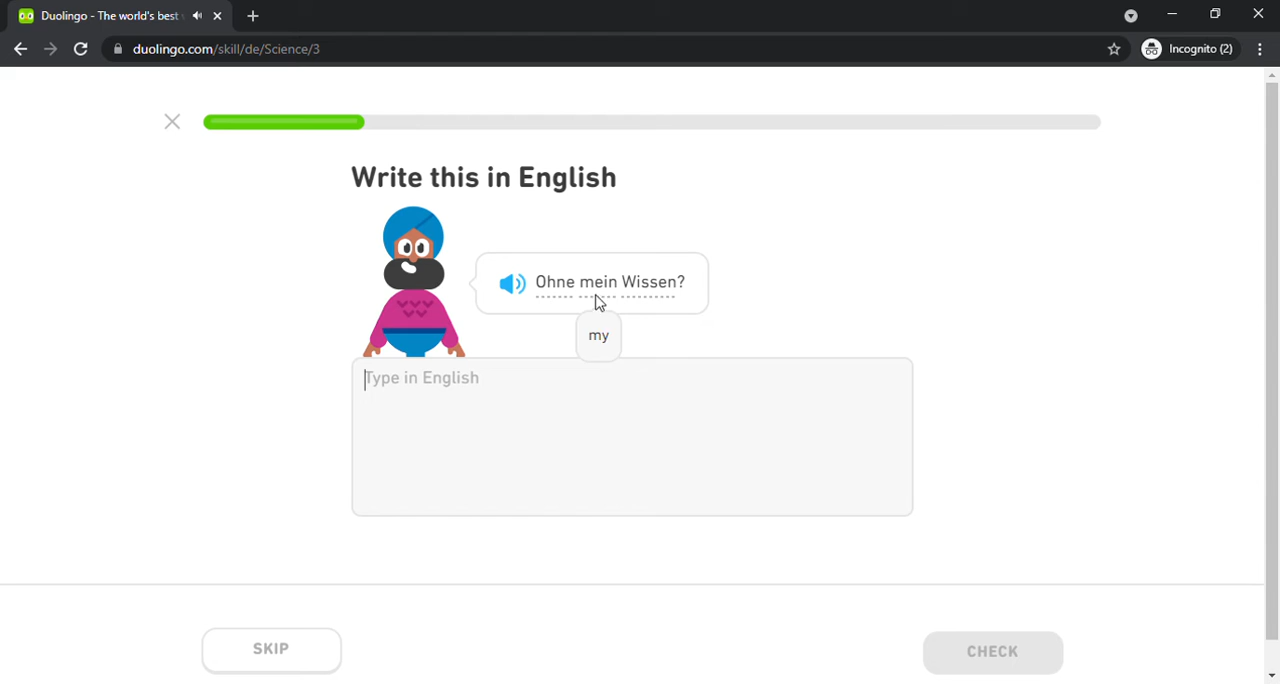 Duolingo - The world's best
duolingo.com/skill/de/Science/3
Incognito (2)
Write this in English
Ohne mein Wissen?
my
Type in English
SKIP
CHECK